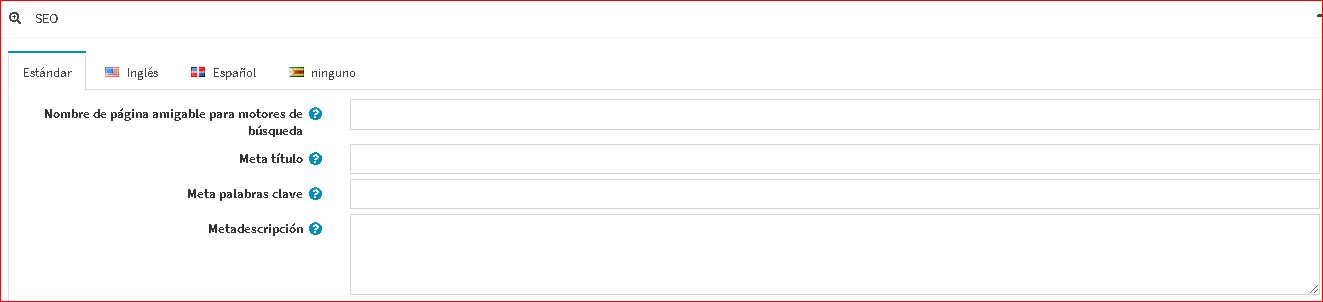 SEO
Estándar Inglés Español ninguno
Nombre de página amigable para motores de
búsqueda
Meta título
Meta palabras clave
Metadescripción